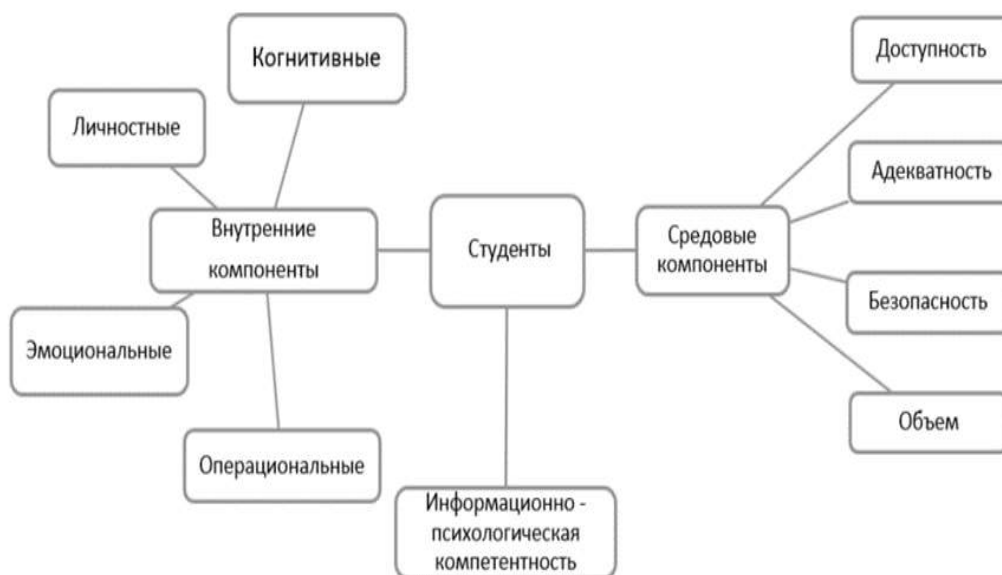 Когнитивные
Личностные
Внутренние
компоненты
Эмоциональные
Операциональные
Студенты
Информационно -
психологическая
компетентность
Средовые
компоненты
Доступность
Адекватность
Безопасность
Объем